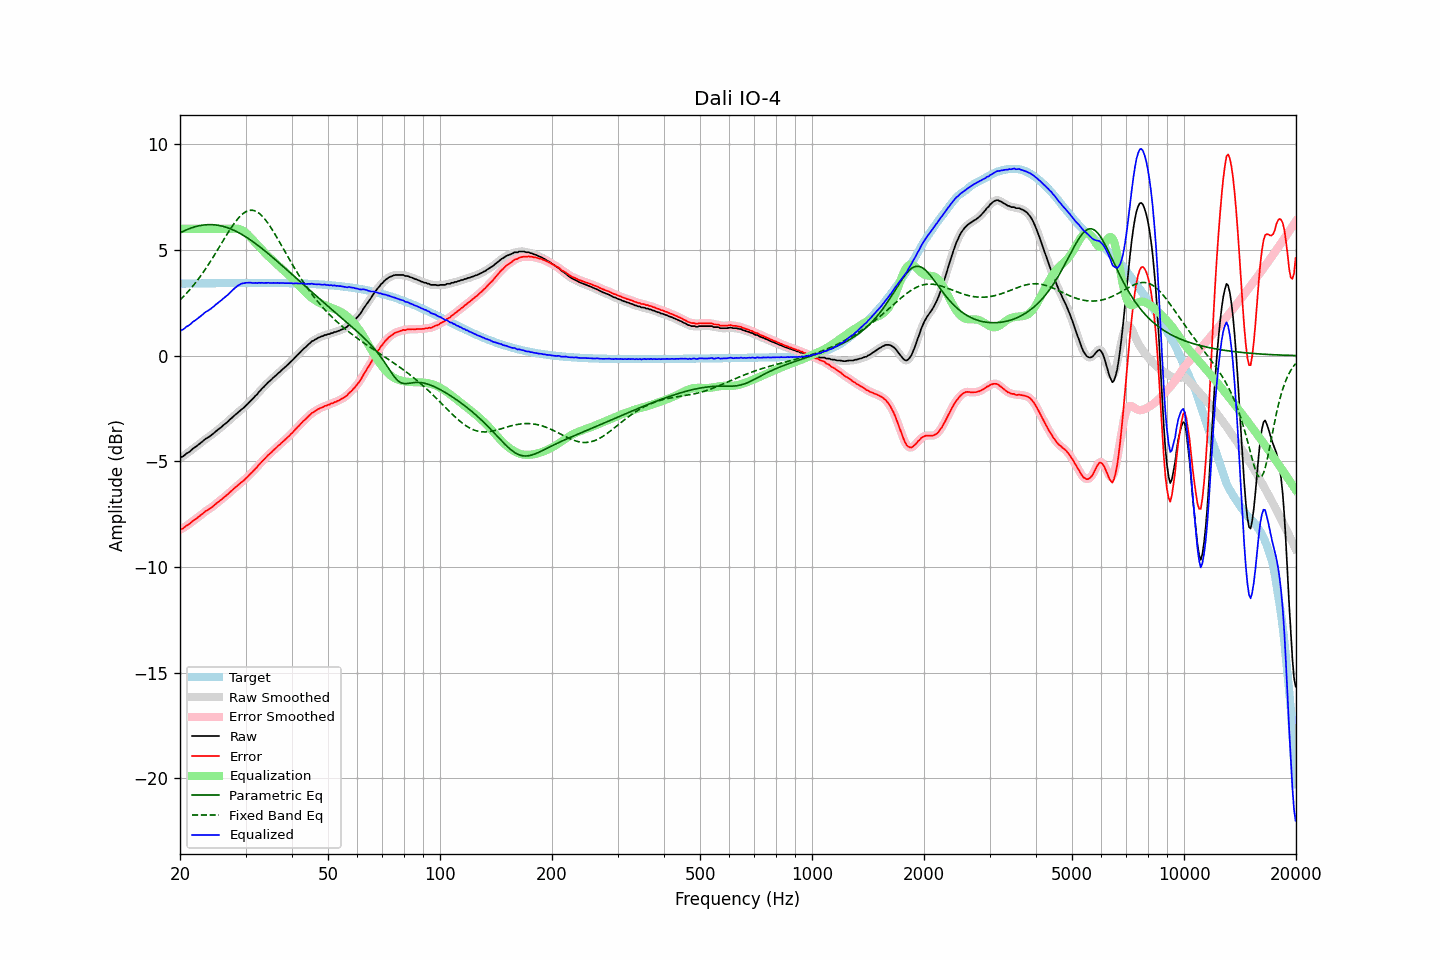 Dali IO-4
10
5
0
−5
−10
−15
−20
Amplitude (dBr)
Target
Raw Smoothed
Error Smoothed
Raw
Error
Equalization
Parametric Eq
Fixed Band Eq
Equalized
20 50 100 200 500 1000 2000 5000 10000 20000
Frequency (Hz)